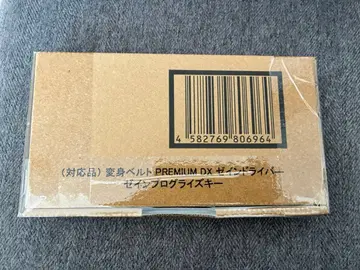 4 582769 806964
(対応品) 変身ベルト PREMIUM DX ゼインドライバー
ゼインプログライズキー